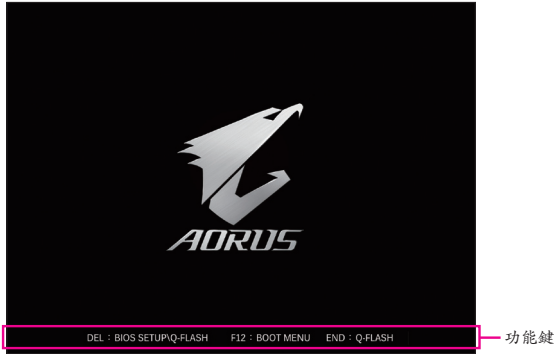 AORUS
DEL : BIOS SETUP\Q-FLASH F12 : BOOT MENU END : Q-FLASH
功能鍵